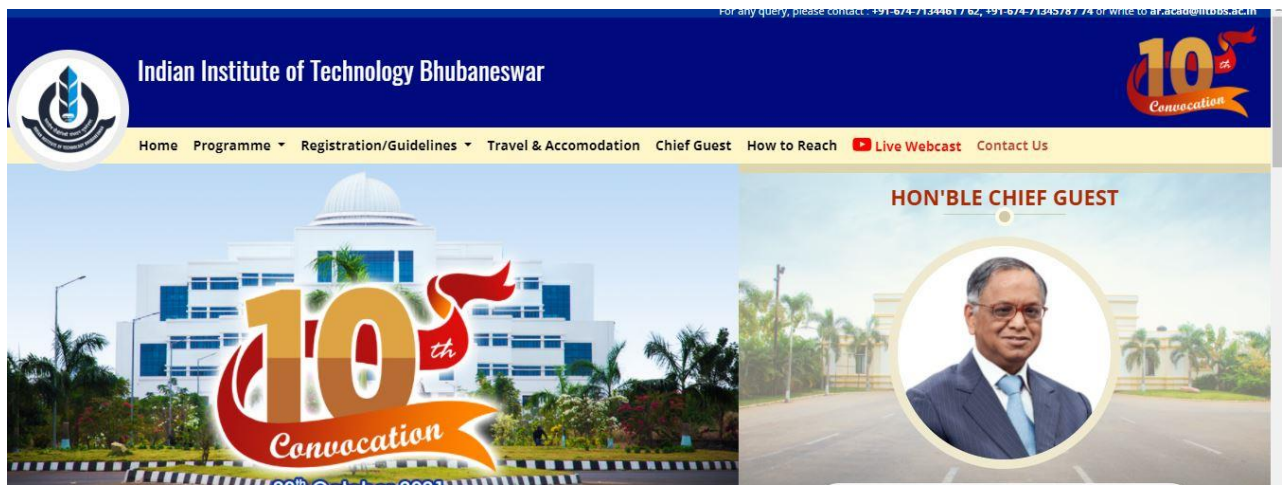 For any query, please contact : +91-674-7134461 / 62, +91-674-7134578 / 74 or write to ar.acad@iitbbs.ac.in
Indian Institute of Technology Bhubaneswar
10th
Convocation
Home Programme Registration/Guidelines Travel & Accomodation Chief Guest How to Reach Live Webcast Contact Us
HON'BLE CHIEF GUEST
10th
Convocation